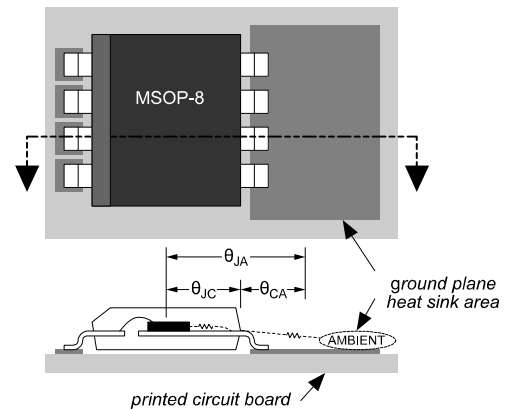 MSOP-8
θJA
θJC
θCA
ground plane
heat sink area
AMBIENT
printed circuit board